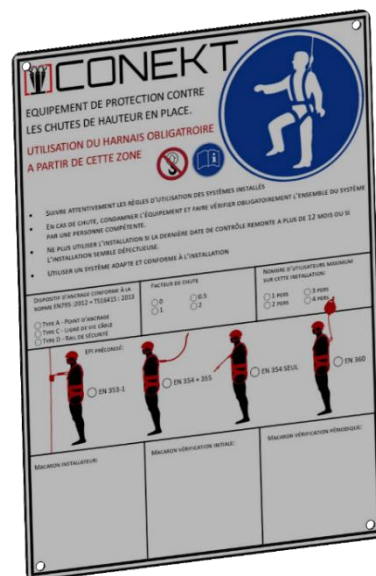 CONEKT
EQUIPEMENT DE PROTECTION CONTRE
LES CHUTES DE HAUTEUR EN PLACE.
UTILISATION DU HARNAIS OBLIGATROIRE
A PARTIR DE CETTE ZONE
• SUIVRE ATTENTIVEMENT LES RÈGLES D'UTILISATION DES SYSTÈMES INSTALLÉS
• EN CAS DE CHUTE, CONDAMNER L'ÉQUIPEMENT ET FAIRE VÉRIFIER OBLIGATOIREMENT L'ENSEMBLE DU SYSTÈME
PAR UNE PERSONNE COMPÉTENTE.
• NE PLUS UTILISER L'INSTALLATION SI LA DERNIÈRE DATE DE CONTRÔLE REMONTE A PLUS DE 12 MOIS OU SI
L'INSTALLATION SEMBLE DÉFECTUEUSE.
• UTILISER UN SYSTÈME ADAPTE ET CONFORME À L'INSTALLATION
DISPOSITIF D'ANCRAGE CONFORME À LA
NORME EN795 :2012 + TS16415 : 2013
TYPE A - POINT D'ANCRAGE
TYPE C - LIGNE DE VIE CÂBLE
TYPE D - RAIL DE SÉCURITÉ
FACTEUR DE CHUTE
0 0.5
1 2
NOMBRE D'UTILISATEURS MAXIMUM
SUR CETTE INSTALLATION:
1 PERS 3 PERS
2 PERS 4 PERS
EPI PRÉCONISÉ:
EN 353-1
EN 354 + 355
EN 354 SEUL
EN 360
MACARON INSTALLATEUR:
MACARON VÉRIFICATION INITIALE:
MACARON VÉRIFICATION PÉRIODIQUE: